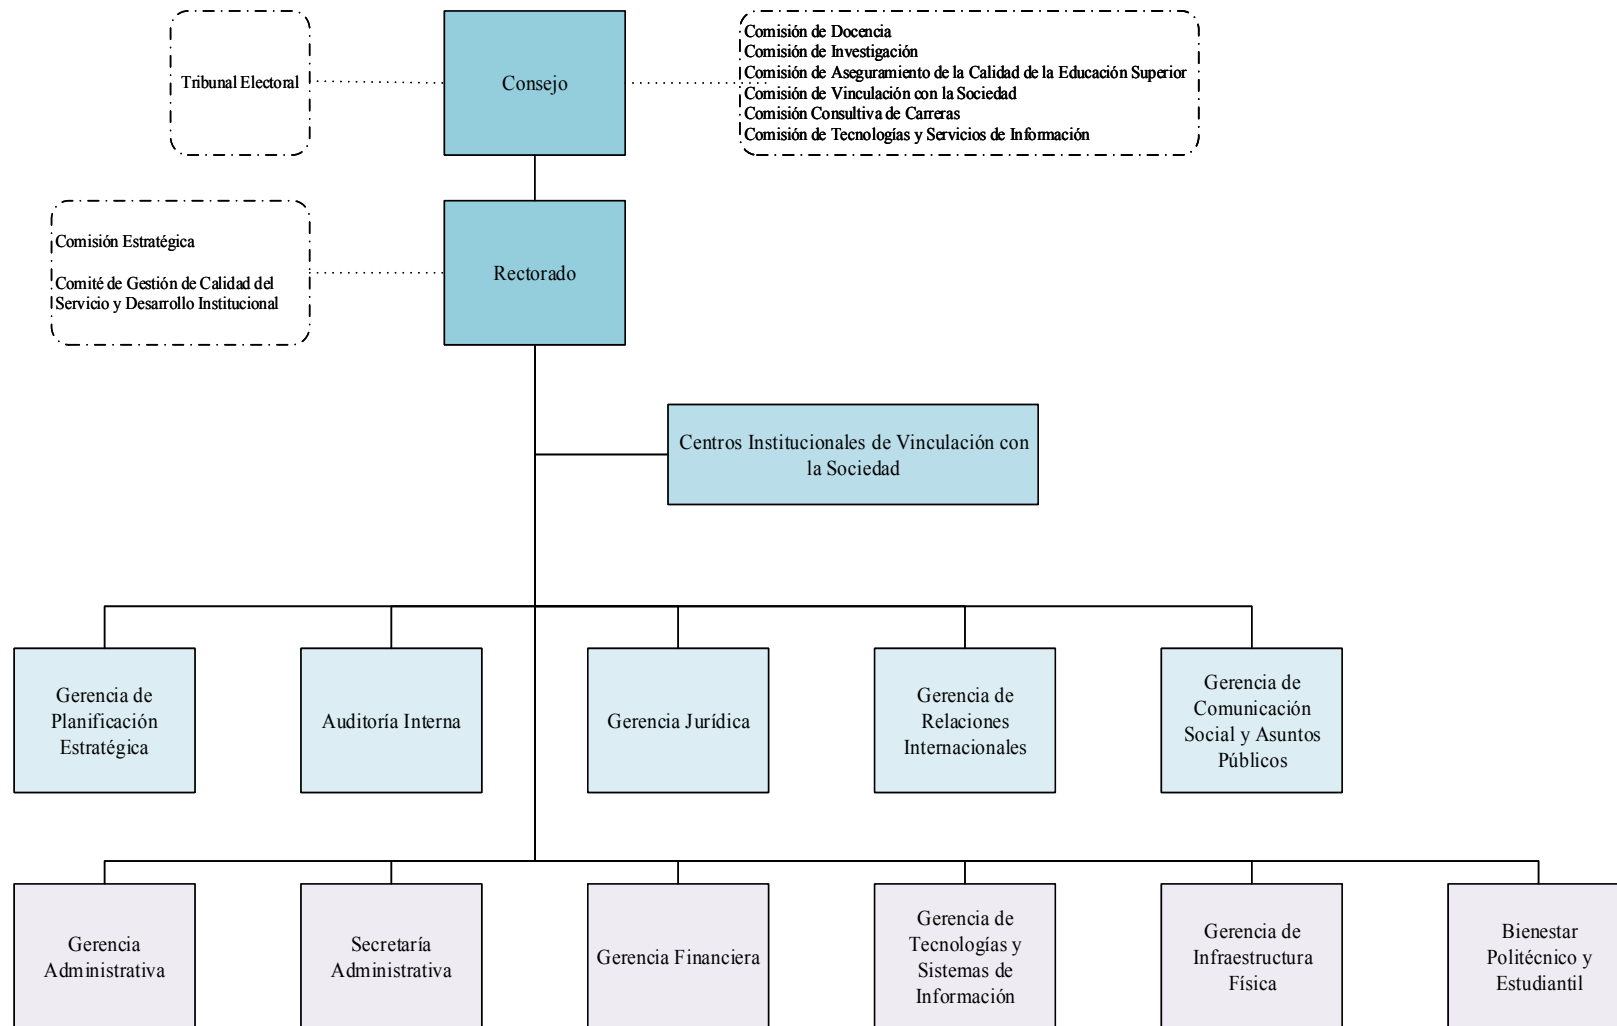 Tribunal Electoral
Consejo
Comisión de Docencia
Comisión de Investigación
Comisión de Aseguramiento de la Calidad de la Educación Superior
Comisión de Vinculación con la Sociedad
Comisión Consultiva de Carreras
Comisión de Tecnologías y Servicios de Información
Comisión Estratégica
Comité de Gestión de Calidad del
Servicio y Desarrollo Institucional
Rectorado
Centros Institucionales de Vinculación con
la Sociedad
Gerencia de
Planificación
Estratégica
Auditoría Interna
Gerencia Jurídica
Gerencia de
Relaciones
Internacionales
Gerencia de
Comunicación
Social y Asuntos
Públicos
Gerencia
Administrativa
Secretaría
Administrativa
Gerencia Financiera
Gerencia de
Tecnologías y
Sistemas de
Información
Gerencia de
Infraestructura
Física
Bienestar
Politécnico y
Estudiantil